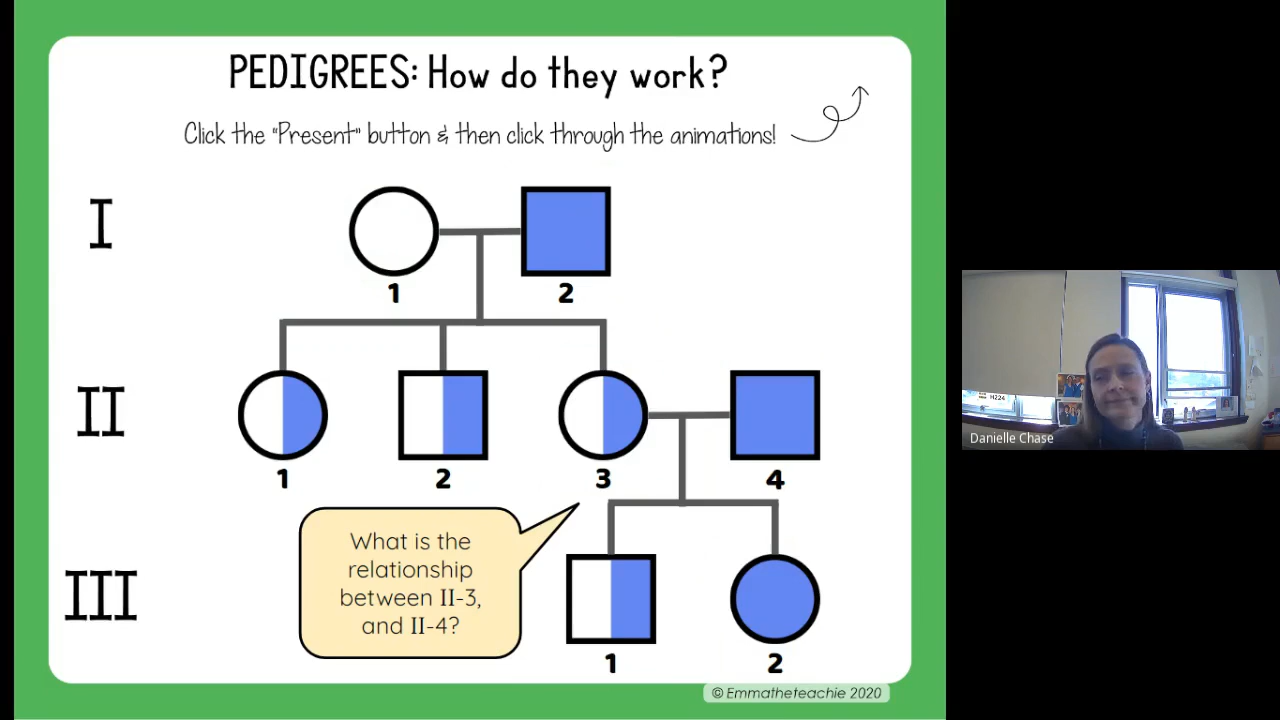 PEDIGREES: How do they work?
Click the "Present" button & then click through the animations!
I
1
2
II
1
2
3
4
What is the
relationship
between II-3,
and II-4?
III
1
2
© Emmatheteachie 2020
H224
Danielle Chase